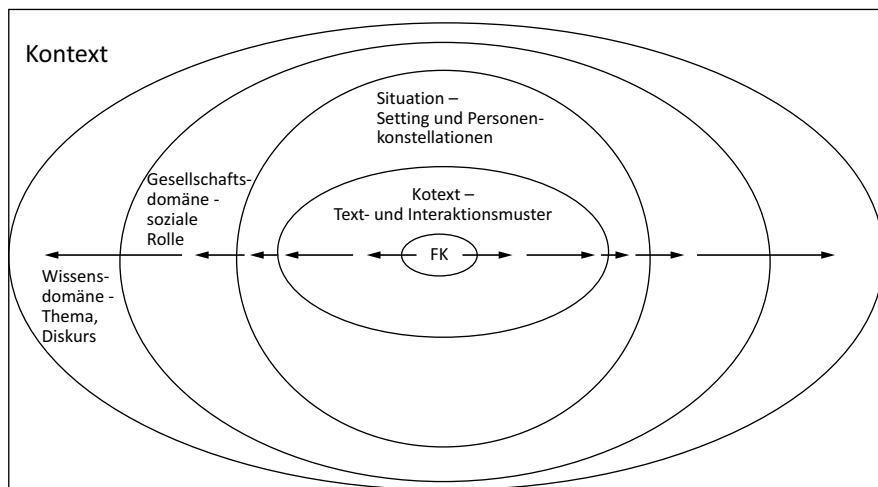 Kontext
Situation –
Setting und Personen-
konstellationen
Kotext –
Text- und Interaktionsmuster
FK
Gesellschafts-
domäne -
soziale
Rolle
Wissens-
domäne -
Thema,
Diskurs